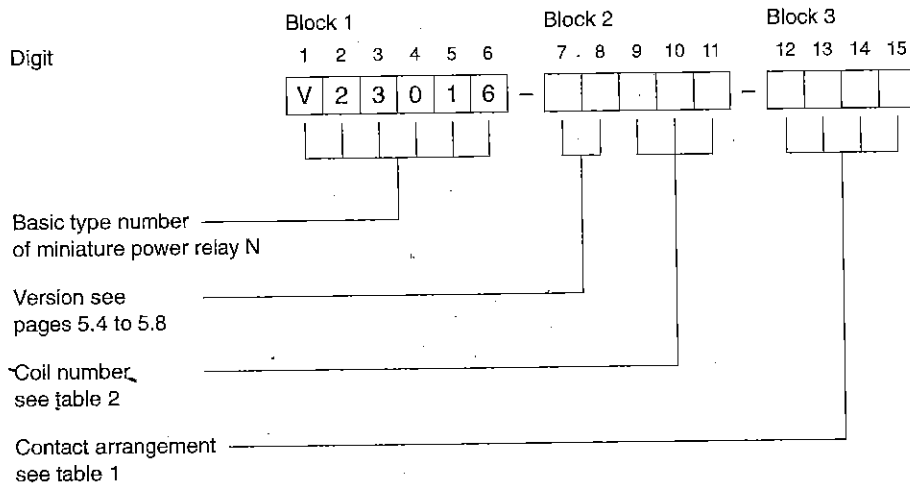 Block 1 Block 2 Block 3
Digit 1 2 3 4 5 6 7 8 9 10 11 12 13 14 15
V 2 3 0 1 6 – –
Basic type number
of miniature power relay N
Version see
pages 5.4 to 5.8
Coil number
see table 2
Contact arrangement
see table 1